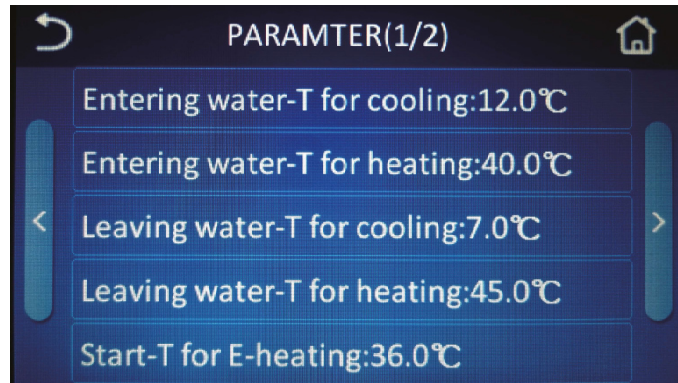 PARAMTER(1/2)
Entering water-T for cooling:12.0℃
Entering water-T for heating:40.0℃
Leaving water-T for cooling:7.0℃
Leaving water-T for heating:45.0℃
Start-T for E-heating:36.0℃